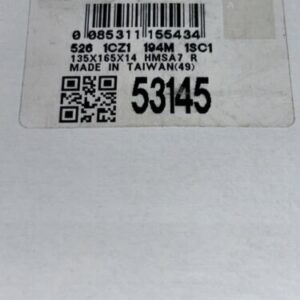 0 085311 155434
526 1CZ1 194M 1SC1
135X165X14 HMSA7 R
MADE IN TAIWAN(49)
53145